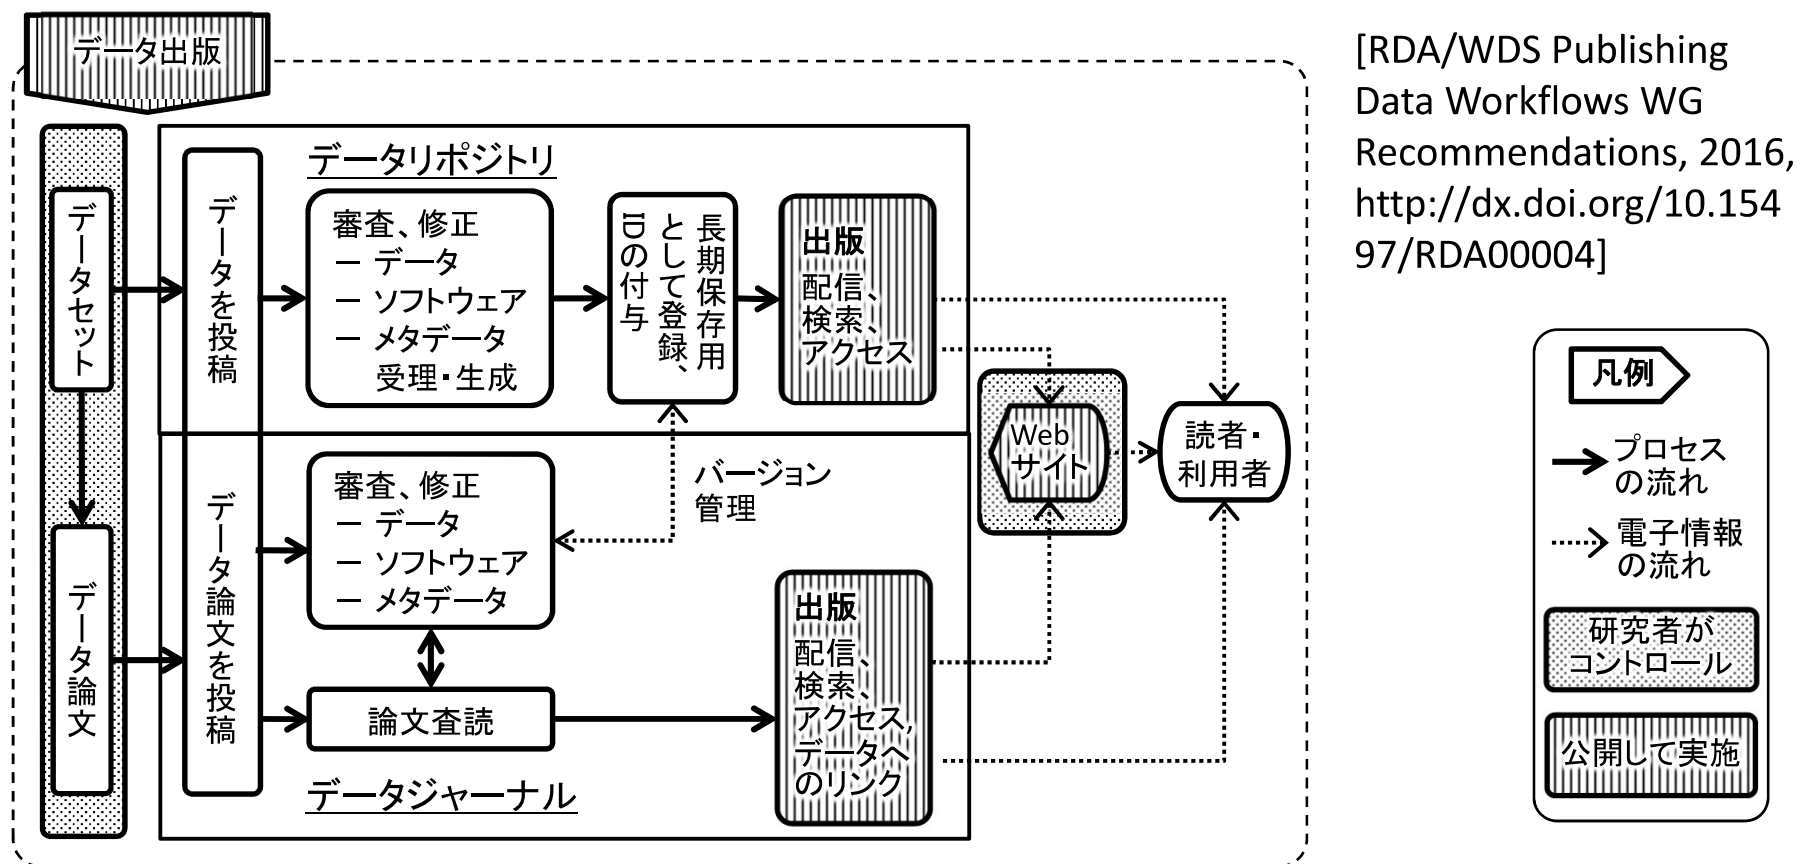 データ出版
[RDA/WDS Publishing
Data Workflows WG
Recommendations, 2016,
http://dx.doi.org/10.154
97/RDA00004]
データセット
データ論文
データを投稿
データ論文を投稿
データリポジトリ
審査、修正
― データ
― ソフトウェア
― メタデータ
受理・生成
長期保存用
として登録、
IDの付与
出版
配信、
検索、
アクセス
審査、修正
― データ
― ソフトウェア
― メタデータ
バージョン
管理
論文査読
データジャーナル
出版
配信、
検索、
アクセス,
データへ
のリンク
Web
サイト
読者・
利用者
凡例
プロセス
の流れ
電子情報
の流れ
研究者が
コントロール
公開して実施